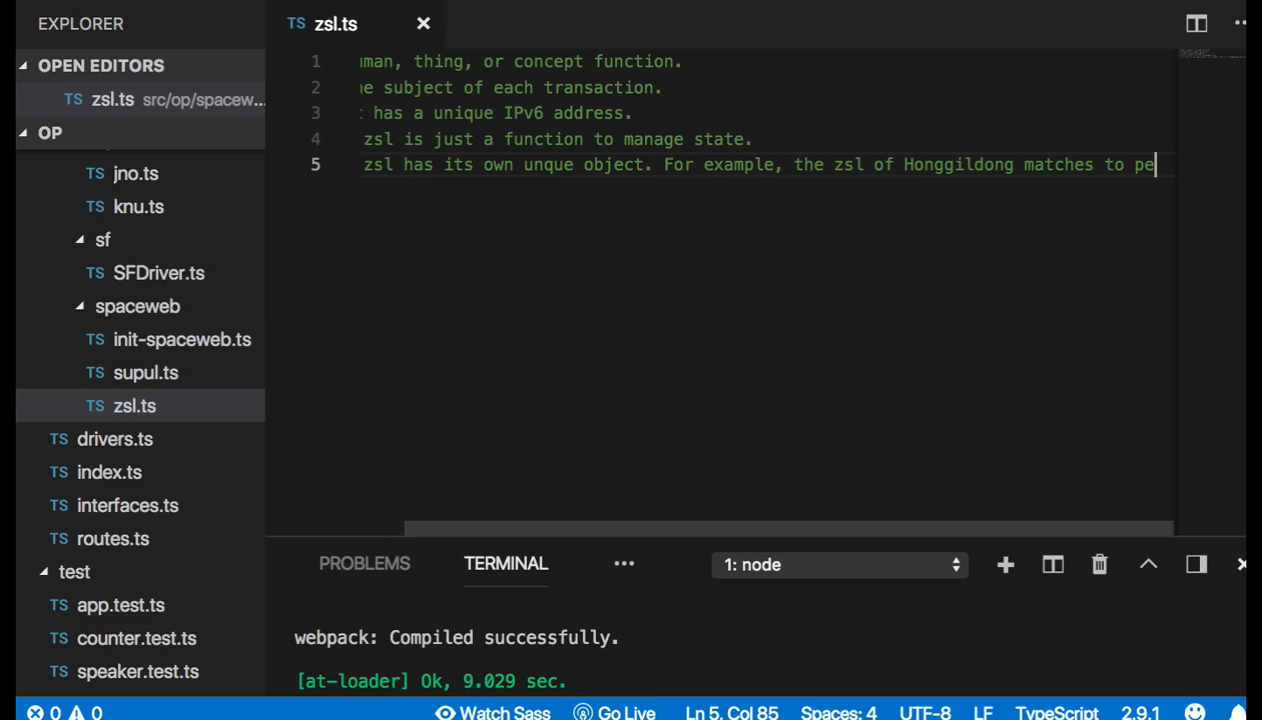 EXPLORER
TS zsl.ts
OPEN EDITORS
TS zsl.ts src/op/spacew...
OP
TS jno.ts
TS knu.ts
sf
TS SFDriver.ts
spaceweb
TS init-spaceweb.ts
TS supul.ts
TS zsl.ts
TS drivers.ts
TS index.ts
TS interfaces.ts
TS routes.ts
test
TS app.test.ts
TS counter.test.ts
TS speaker.test.ts
1 man, thing, or concept function.
2 e subject of each transaction.
3 has a unique IPv6 address.
4 zsl is just a function to manage state.
5 zsl has its own unque object. For example, the zsl of Honggildong matches to pe
PROBLEMS TERMINAL ... 1: node
webpack: Compiled successfully.
[at-loader] Ok, 9.029 sec.
0 0 Watch Sass Go Live Ln 5, Col 85 Spaces: 4 UTF-8 LF TypeScript 2.9.1